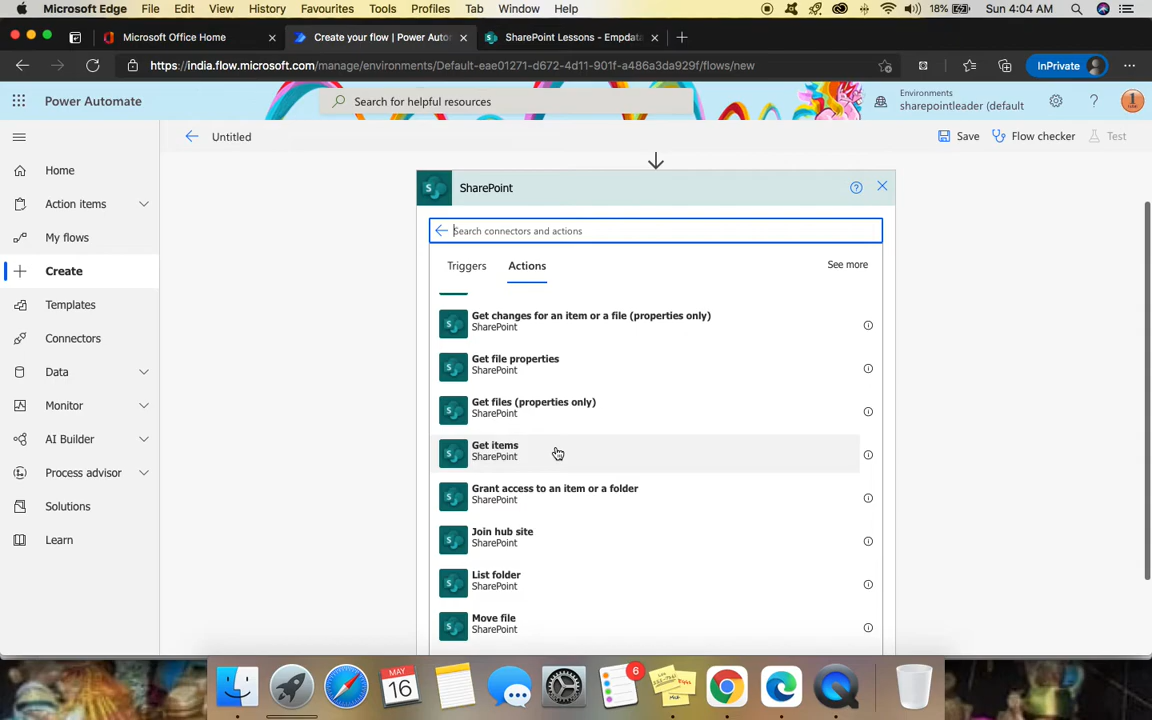 Microsoft Edge File Edit View History Favourites Tools Profiles Tab Window Help 18% Sun 4:04 AM
Microsoft Office Home
Create your flow | Power Auto
SharePoint Lessons - Empdata
https://india.flow.microsoft.com/manage/environments/Default-eae01271-d672-4d11-901f-a486a3da929f/flows/new
InPrivate
Power Automate
Search for helpful resources
Environments
sharepointleader (default
Untitled
Save
Flow checker
Test
Home
Action items
My flows
Create
Templates
Connectors
Data
Monitor
AI Builder
Process advisor
Solutions
Learn
SharePoint
Search connectors and actions
Triggers
Actions
See more
Get changes for an item or a file (properties only)
SharePoint
Get file properties
SharePoint
Get files (properties only)
SharePoint
Get items
SharePoint
Grant access to an item or a folder
SharePoint
Join hub site
SharePoint
List folder
SharePoint
Move file
SharePoint
MAY
16
6